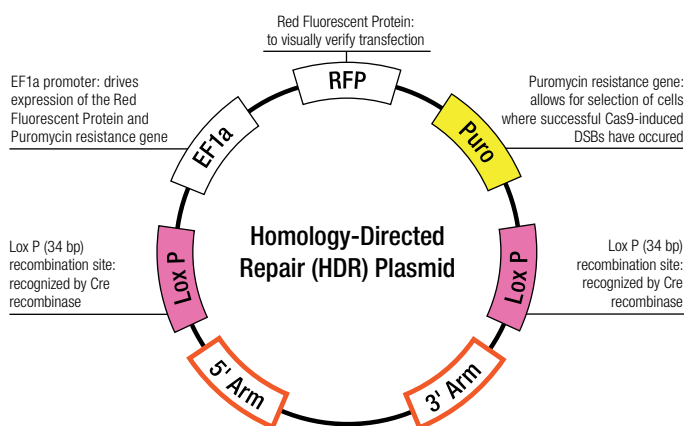 Red Fluorescent Protein:
to visually verify transfection
RFP
EF1a promoter: drives
expression of the Red
Fluorescent Protein and
Puromycin resistance gene
Puromycin resistance gene:
allows for selection of cells
where successful Cas9-induced
DSBs have occured
EF1a
Puro
Homology-Directed
Repair (HDR) Plasmid
Lox P (34 bp)
recombination site:
recognized by Cre
recombinase
Lox P
Lox P
Lox P (34 bp)
recombination site:
recognized by Cre
recombinase
5' Arm
3' Arm